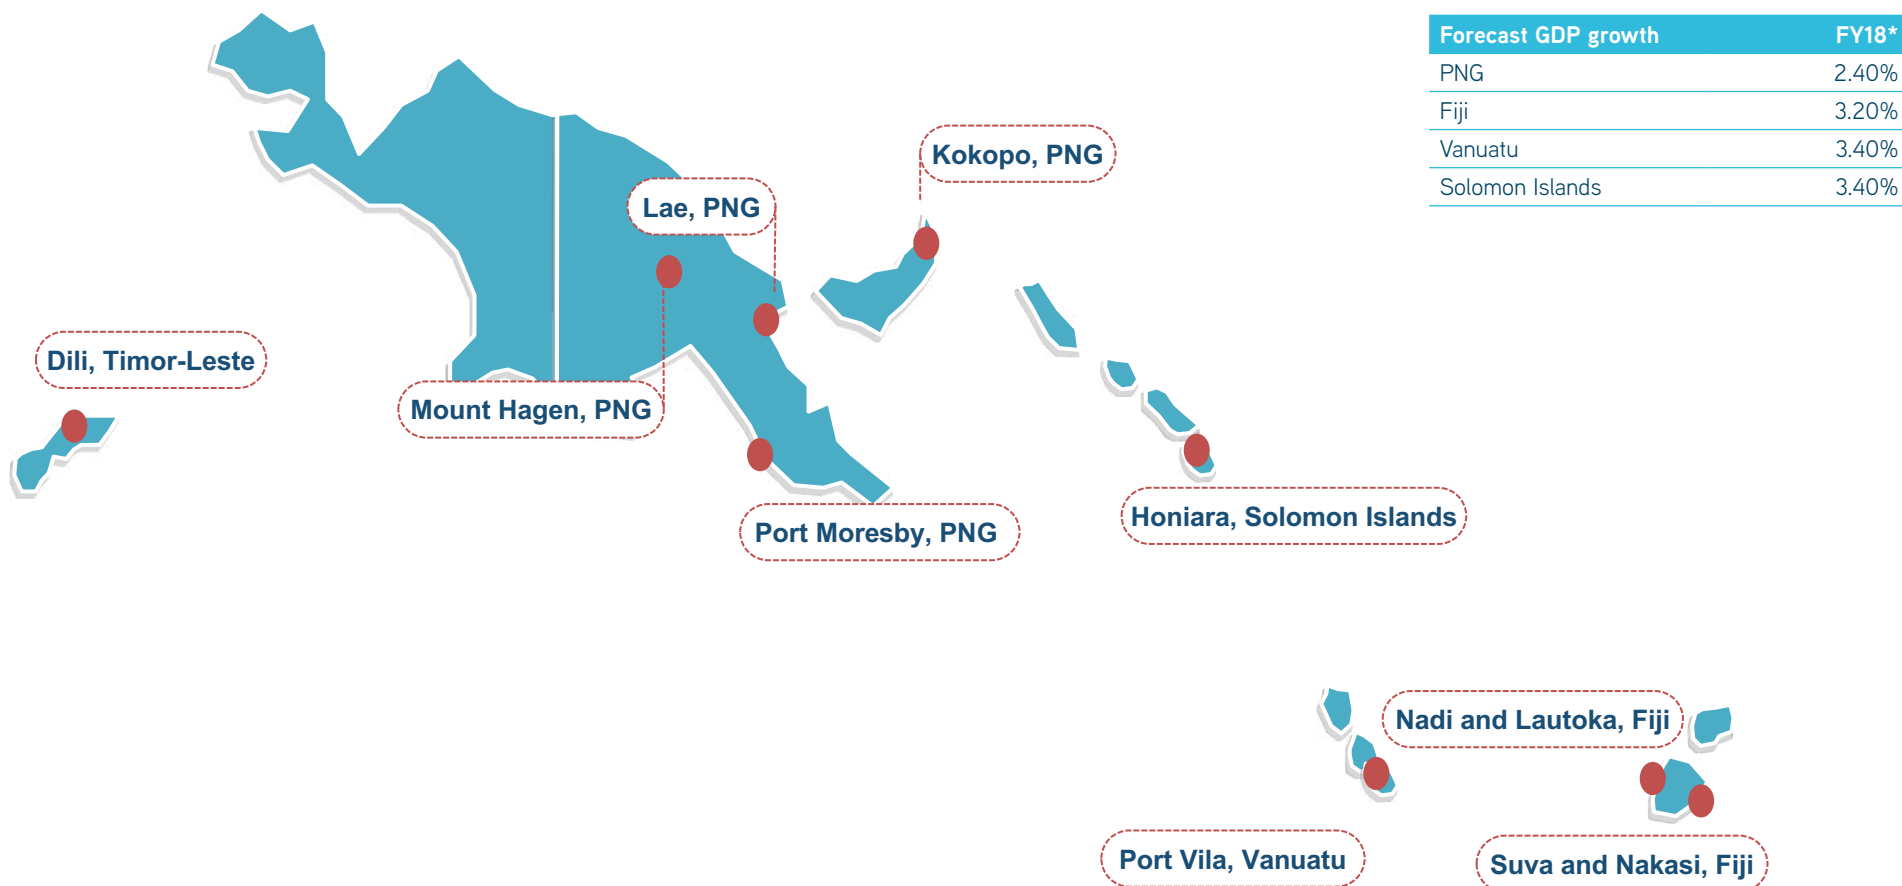 Forecast GDP growth FY18*
PNG 2.40%
Fiji 3.20%
Vanuatu 3.40%
Solomon Islands 3.40%
Kokopo, PNG
Lae, PNG
Dili, Timor-Leste
Mount Hagen, PNG
Port Moresby, PNG
Honiara, Solomon Islands
Nadi and Lautoka, Fiji
Port Vila, Vanuatu
Suva and Nakasi, Fiji